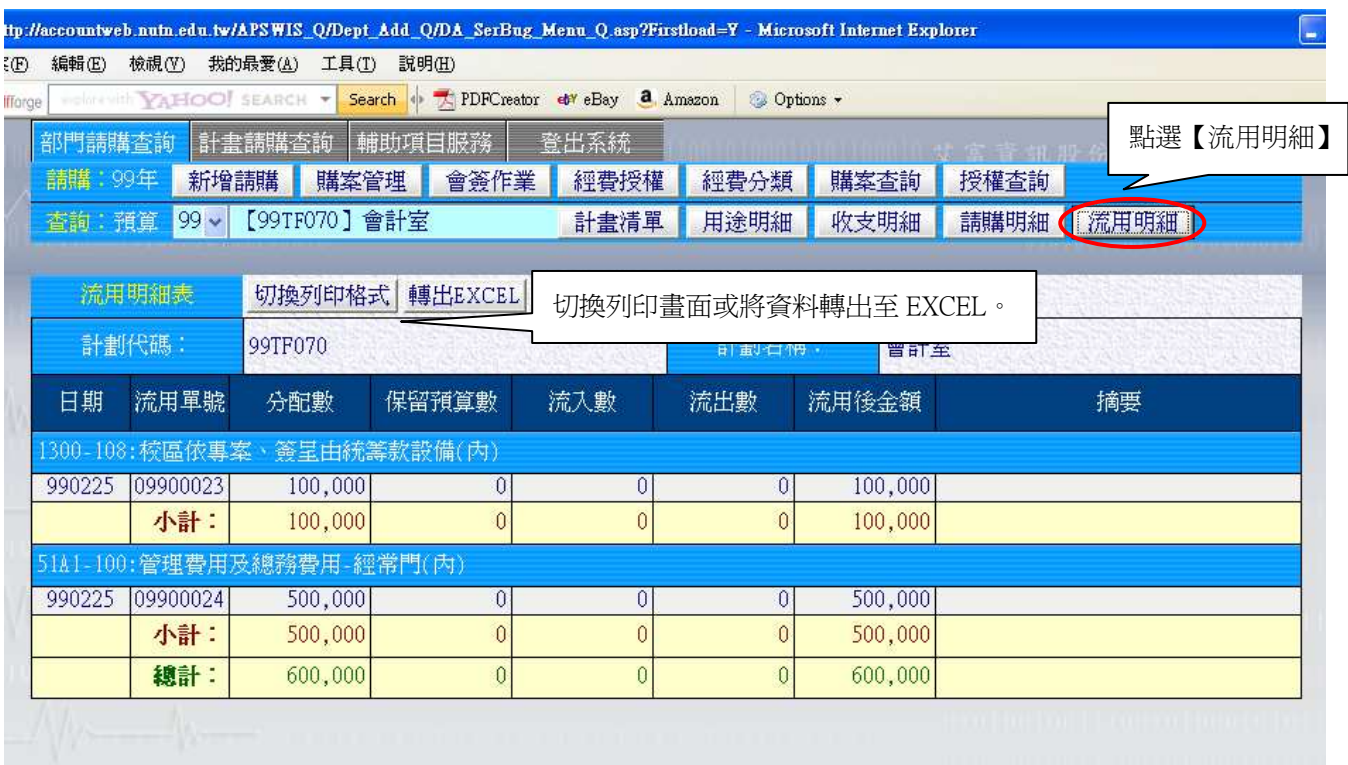 ttp://accountweb.nutn.edu.tw/APSWIS_Q/Dept_Add_Q/DA_SerBug_Menu_Q.asp?Firstload=Y - Microsoft Internet Explorer
(F) 編輯(E) 檢視(V) 我的最愛(A) 工具(T) 說明(H)
fforge explore with YAHOO! SEARCH Search PDFCreator eBay Amazon Options
部門請購查詢 計畫請購查詢 輔助項目服務 登出系統
點選【流用明細】
請購：99年 新增請購 購案管理 會簽作業 經費授權 經費分類 購案查詢 授權查詢
查詢：預算 99 【99TF070】會計室 計畫清單 用途明細 收支明細 請購明細 流用明細
流用明細表 切換列印格式 轉出EXCEL
切換列印畫面或將資料轉出至 EXCEL。
計劃代碼： 99TF070 計劃名稱： 會計室
日期 流用單號 分配數 保留預算數 流入數 流出數 流用後金額 摘要
1300-108:校區依專案、簽呈由統籌款設備(內)
990225 09900023 100,000 0 0 0 100,000
小計： 100,000 0 0 0 100,000
51A1-100:管理費用及總務費用-經常門(內)
990225 09900024 500,000 0 0 0 500,000
小計： 500,000 0 0 0 500,000
總計： 600,000 0 0 0 600,000